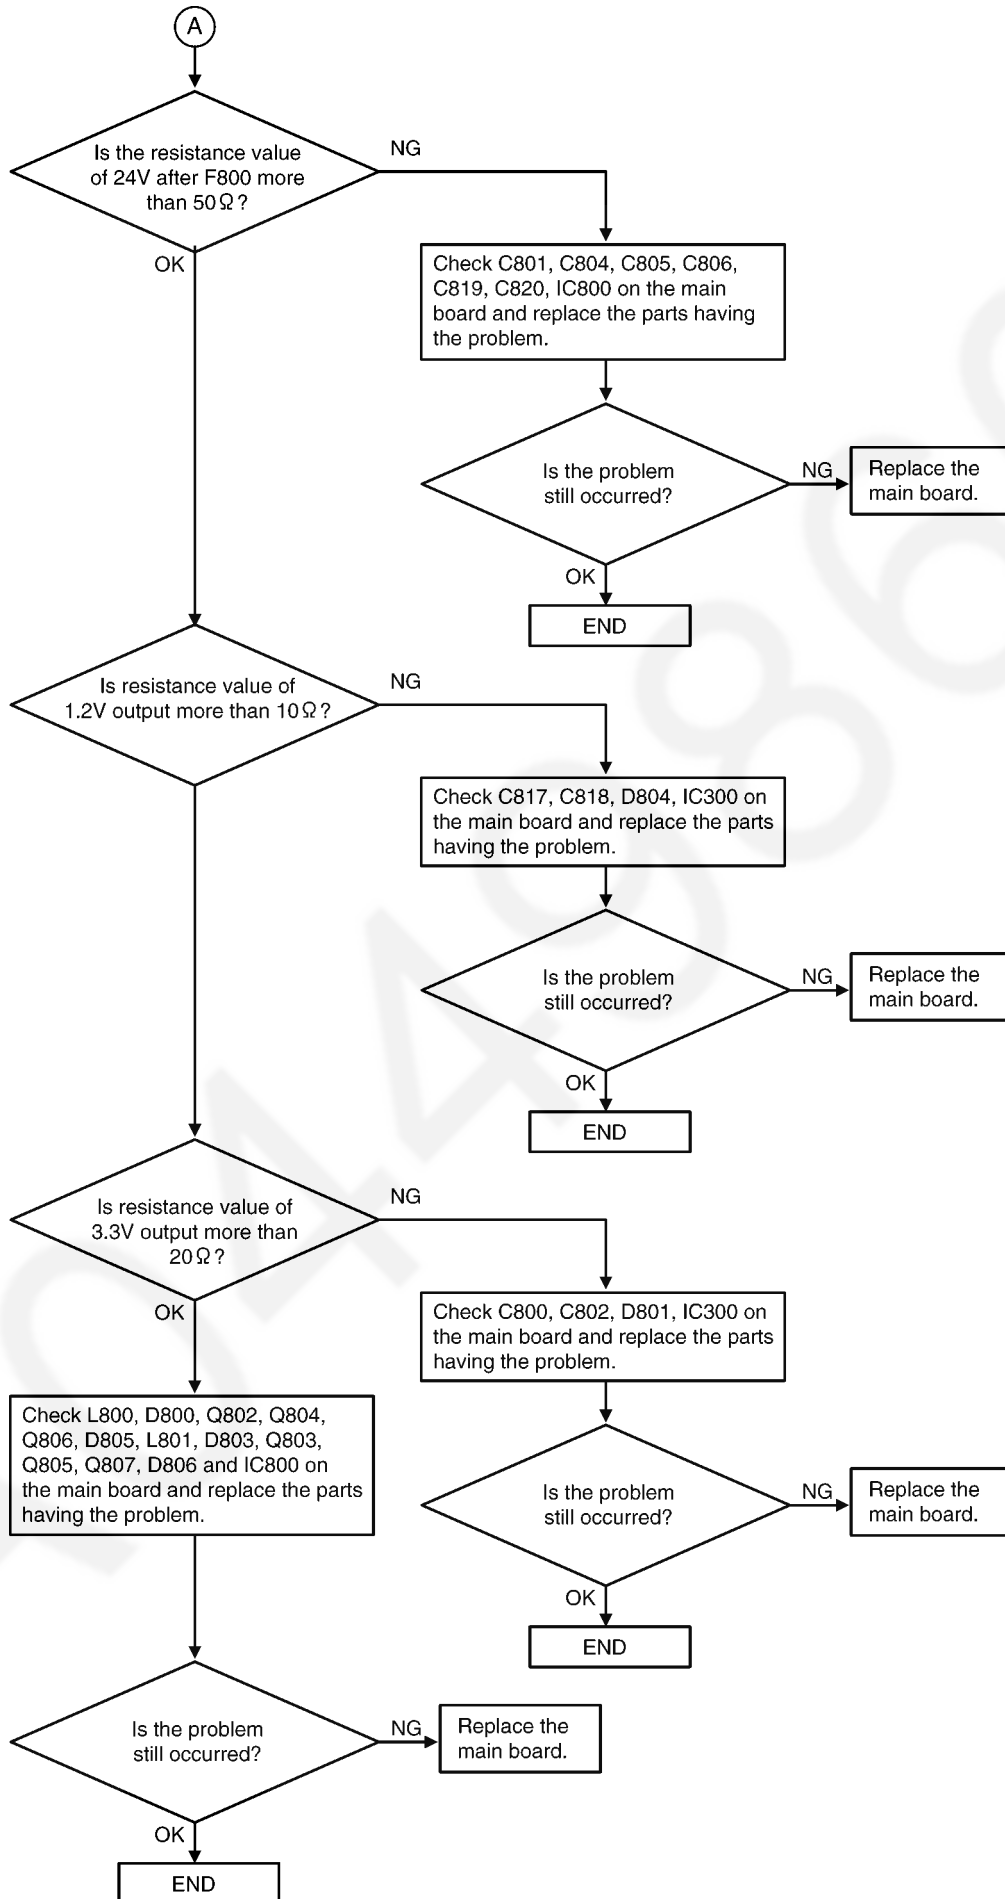 A
Is the resistance value
of 24V after F800 more
than 50Ω?
NG
OK
Check C801, C804, C805, C806,
C819, C820, IC800 on the main
board and replace the parts having
the problem.
Is the problem
still occurred?
NG
Replace the
main board.
OK
END
Is resistance value of
1.2V output more than 10Ω?
NG
Check C817, C818, D804, IC300 on
the main board and replace the parts
having the problem.
Is the problem
still occurred?
NG
Replace the
main board.
OK
END
Is resistance value of
3.3V output more than
20Ω?
NG
OK
Check C800, C802, D801, IC300 on
the main board and replace the parts
having the problem.
Is the problem
still occurred?
NG
Replace the
main board.
OK
END
Check L800, D800, Q802, Q804,
Q806, D805, L801, D803, Q803,
Q805, Q807, D806 and IC800 on
the main board and replace the parts
having the problem.
Is the problem
still occurred?
NG
Replace the
main board.
OK
END